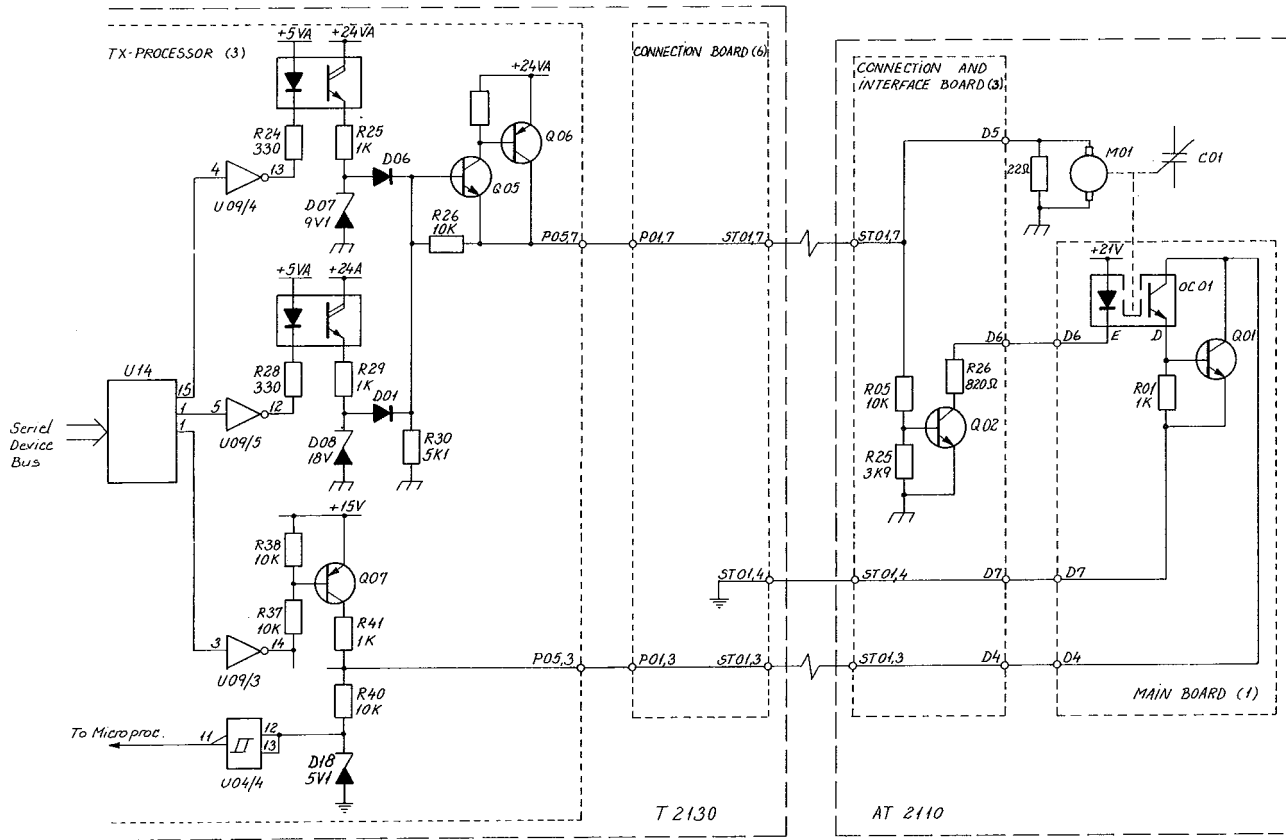 TX-PROCESSOR (3)
+5VA
+24VA
R24
330
R25
1K
4
13
U09/4
D06
D07
9V1
+24VA
Q06
Q05
R26
10K
P05,7
+5VA
+24A
R28
330
R29
1K
D01
D08
18V
R30
5K1
U14
15
1
1
5
12
U09/5
Seriel
Device
Bus
+15V
R38
10K
Q07
R37
10K
R41
1K
3
14
U09/3
P05,3
R40
10K
To Microproc.
11
12
13
U04/4
D18
5V1
CONNECTION BOARD (6)
P01,7
ST01,7
ST01,4
P01,3
ST01,3
T 2130
CONNECTION AND
INTERFACE BOARD (3)
D5
22Ω
M01
C01
ST01,7
+21V
OC01
E
D
D6
D6
Q01
R26
820Ω
R05
10K
Q02
R25
3K9
R01
1K
ST01,4
D7
D7
ST01,3
D4
D4
MAIN BOARD (1)
AT 2110